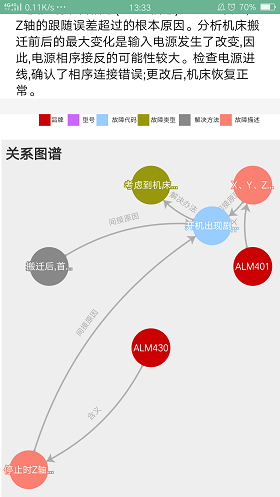 0.11K/s
13:33
70%
Z轴的跟随误差超过的根本原因。分析机床搬
迁前后的最大变化是输入电源发生了改变,因
此,电源相序接反的可能性较大。检查电源进
线,确认了相序连接错误;更改后,机床恢复正
常。
品牌 型号 故障代码 故障类型 解决方法 故障描述
关系图谱
考虑到机床...
X、Y、Z...
解决办法
间接原因
开机出现剧...
间接原因
搬迁后,首...
ALM401
间接原因
ALM430
含义
停止时Z轴...